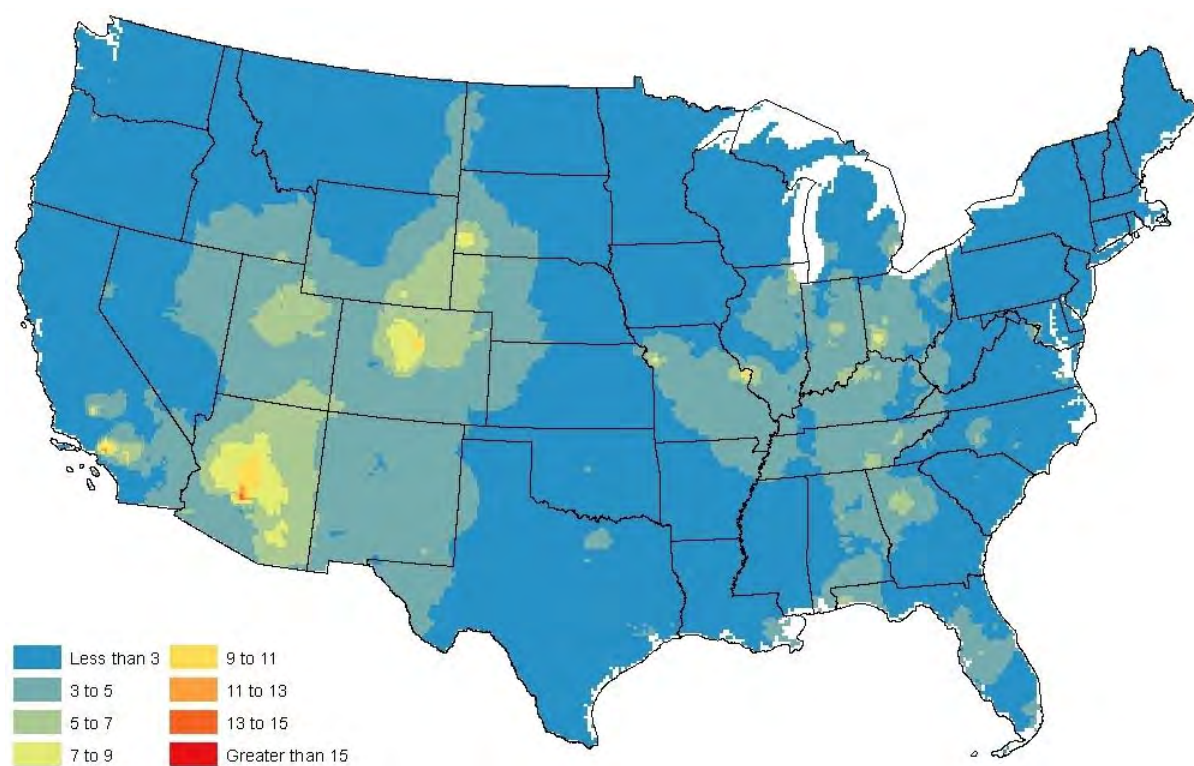 Less than 3
3 to 5
5 to 7
7 to 9
9 to 11
11 to 13
13 to 15
Greater than 15